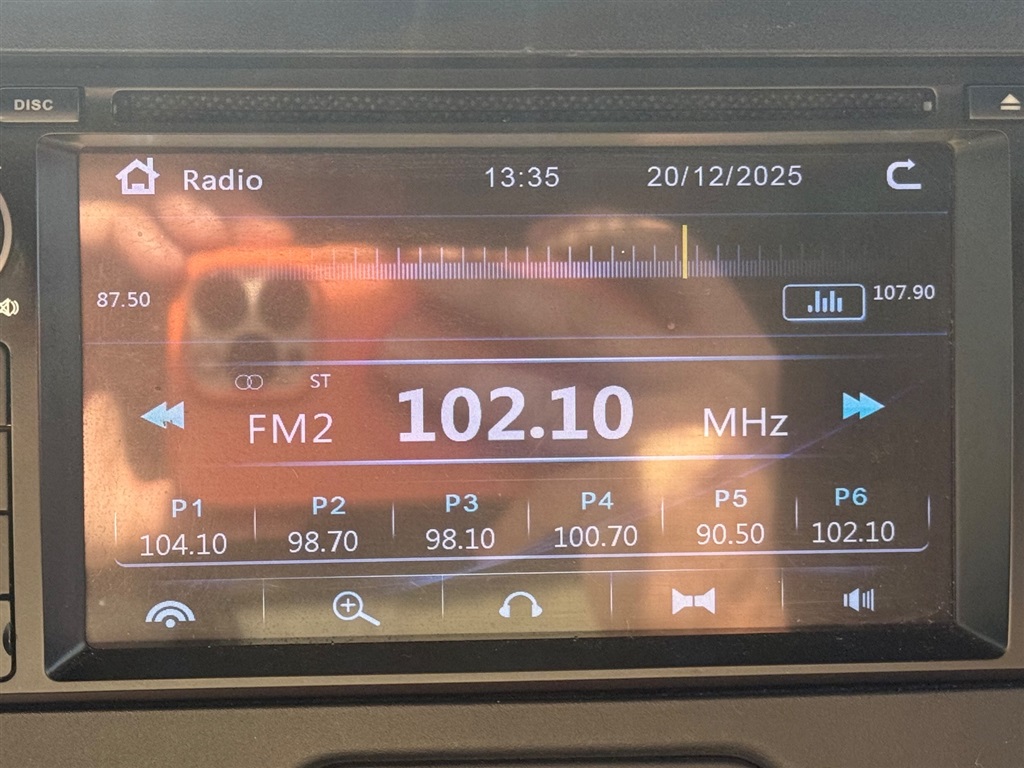 DISC
Radio 13:35 20/12/2025
87.50 107.90
ST
FM2 102.10 MHz
P1 P2 P3 P4 P5 P6
104.10 98.70 98.10 100.70 90.50 102.10